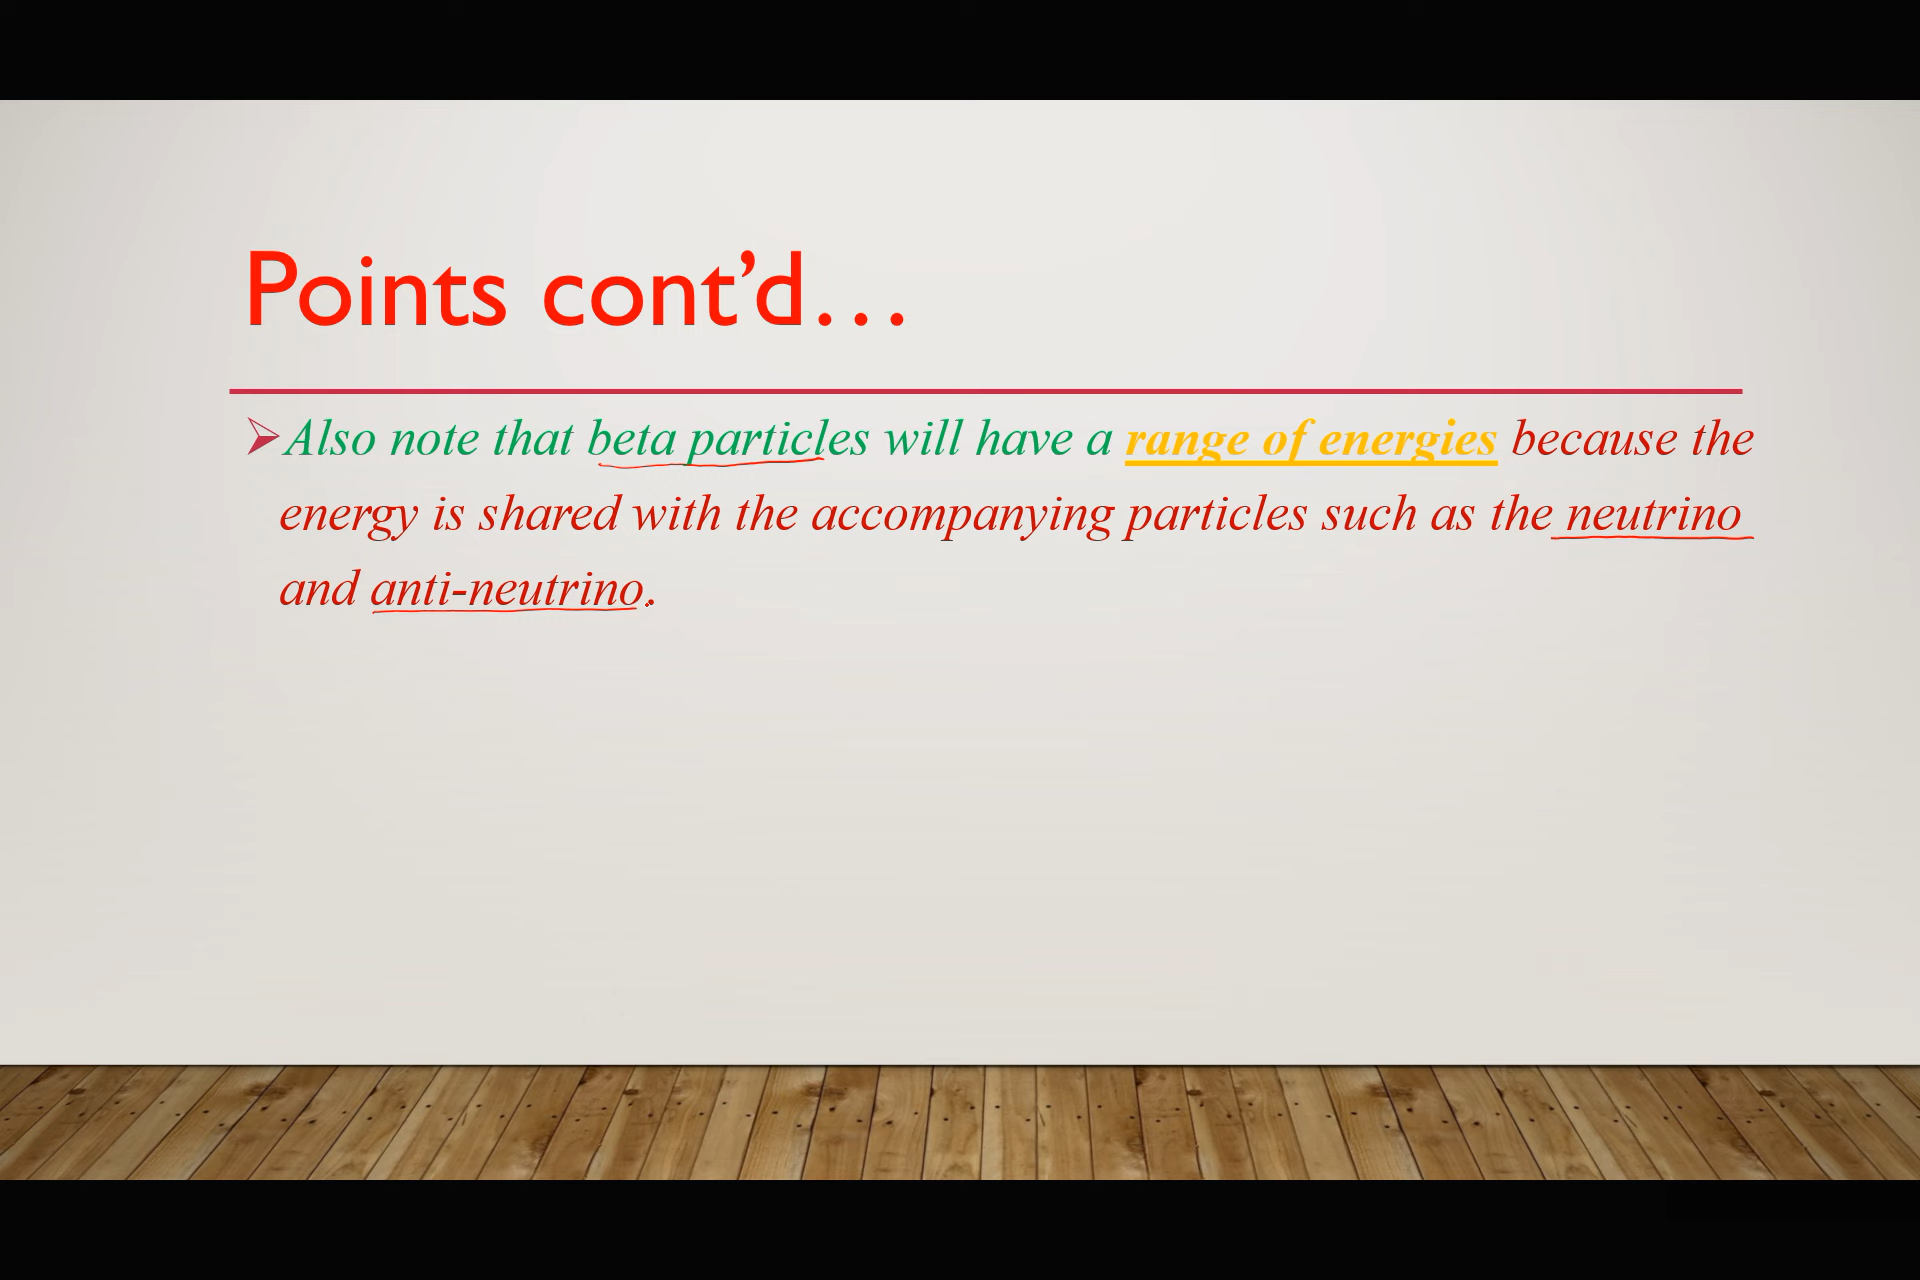 Points cont’d…
Also note that beta particles will have a range of energies because the
energy is shared with the accompanying particles such as the neutrino
and anti-neutrino.